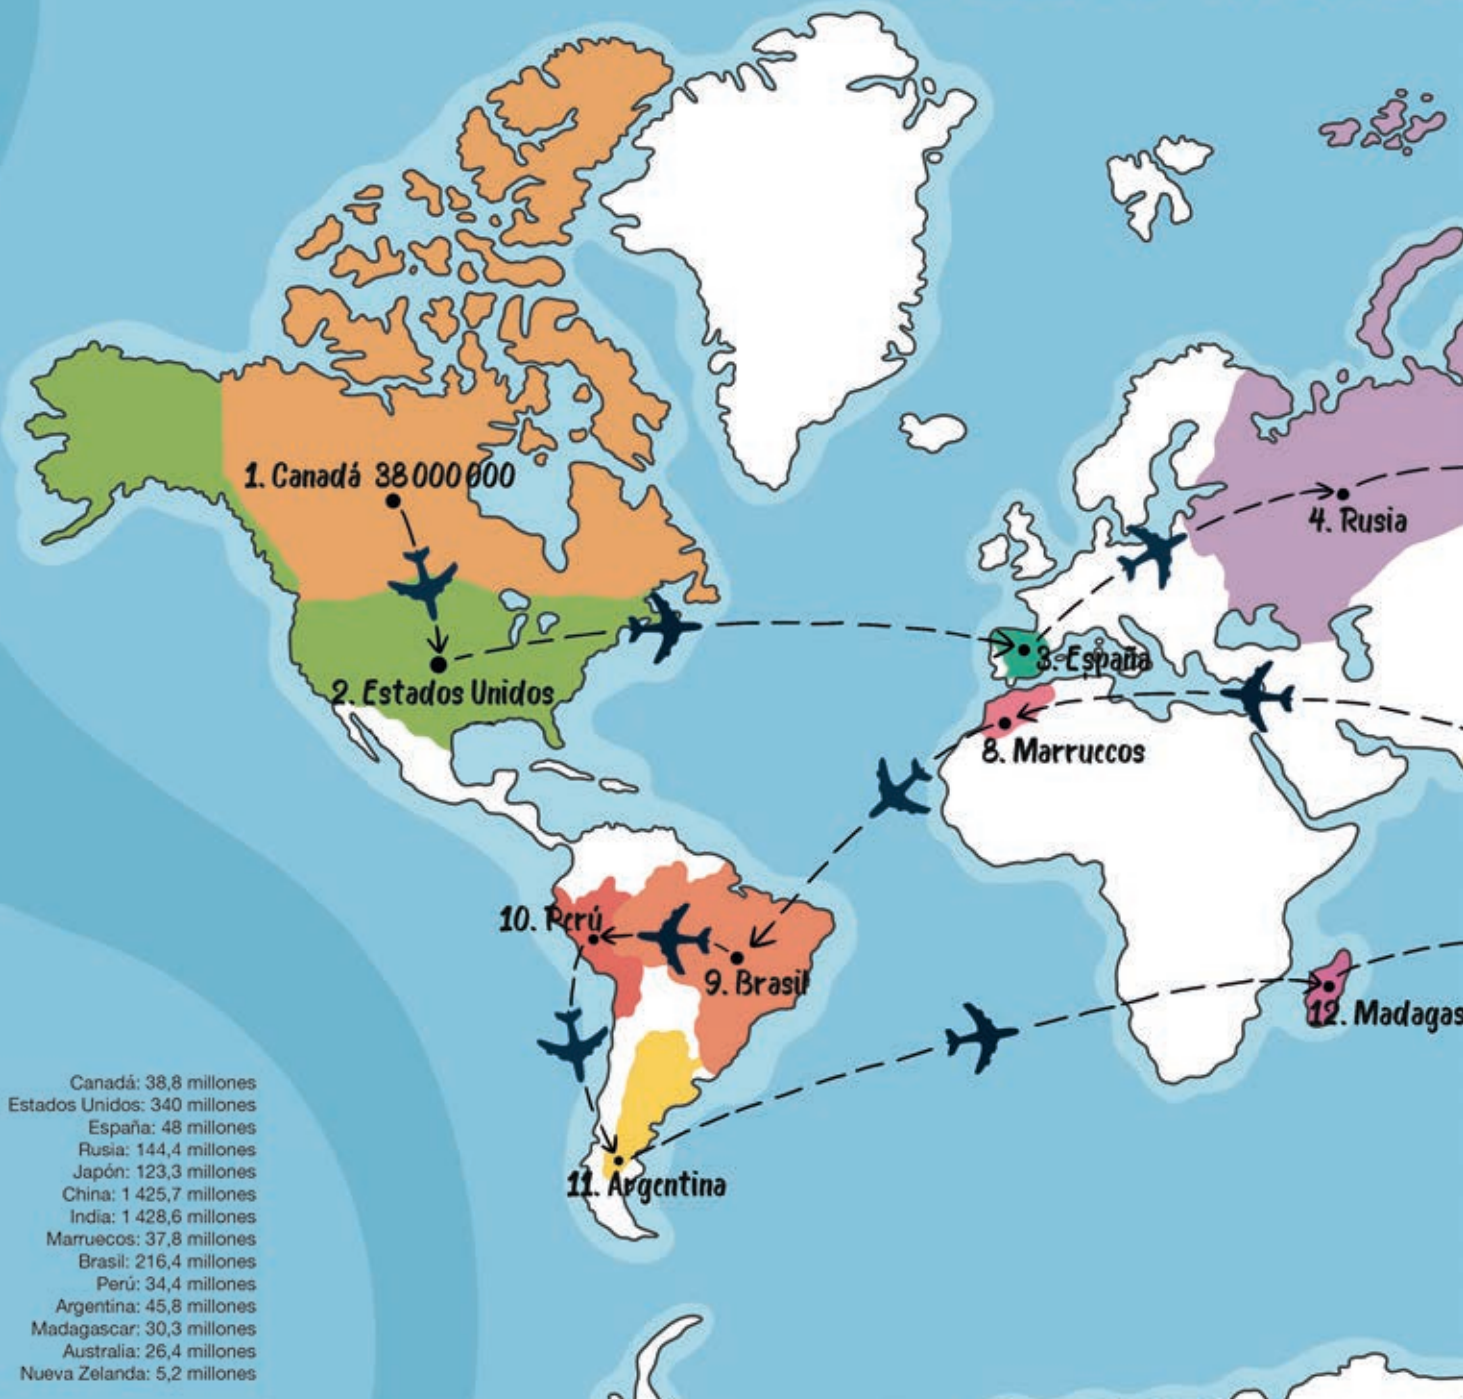 1. Canadá 38 000 000
4. Rusia
3. España
2. Estados Unidos
8. Marruecos
10. Perú
9. Brasil
12. Madagas
11. Argentina
Canadá: 38,8 millones
Estados Unidos: 340 millones
España: 48 millones
Rusia: 144,4 millones
Japón: 123,3 millones
China: 1 425,7 millones
India: 1 428,6 millones
Marruecos: 37,8 millones
Brasil: 216,4 millones
Perú: 34,4 millones
Argentina: 45,8 millones
Madagascar: 30,3 millones
Australia: 26,4 millones
Nueva Zelanda: 5,2 millones